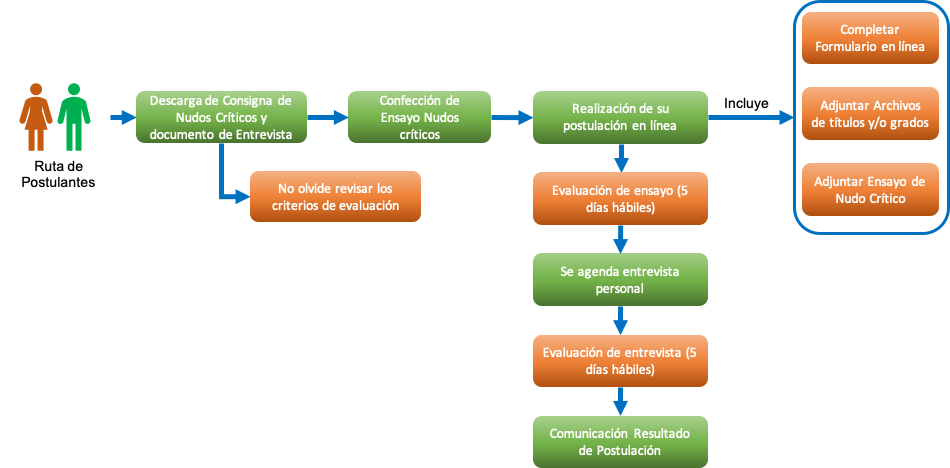 Ruta de
Postulantes
Descarga de Consigna de
Nudos Críticos y
documento de Entrevista
No olvide revisar los
criterios de evaluación
Confección de
Ensayo Nudos
críticos
Realización de su
postulación en línea
Incluye
Completar
Formulario en línea
Adjuntar Archivos
de títulos y/o grados
Adjuntar Ensayo de
Nudo Crítico
Evaluación de ensayo (5
días hábiles)
Se agenda entrevista
personal
Evaluación de entrevista (5
días hábiles)
Comunicación Resultado
de Postulación